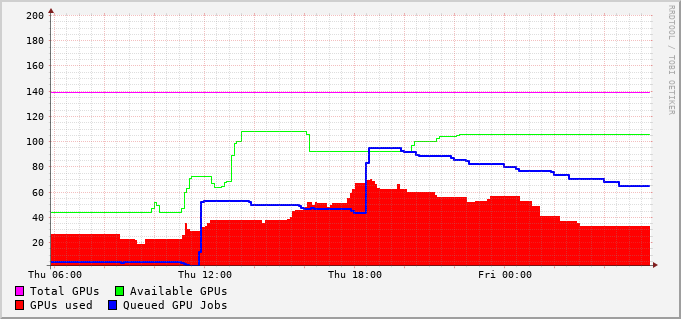 200
180
160
140
120
100
80
60
40
20
Thu 06:00 Thu 12:00 Thu 18:00 Fri 00:00
Total GPUs Available GPUs
GPUs used Queued GPU Jobs
RRDTOOL / TOBI OETIKER